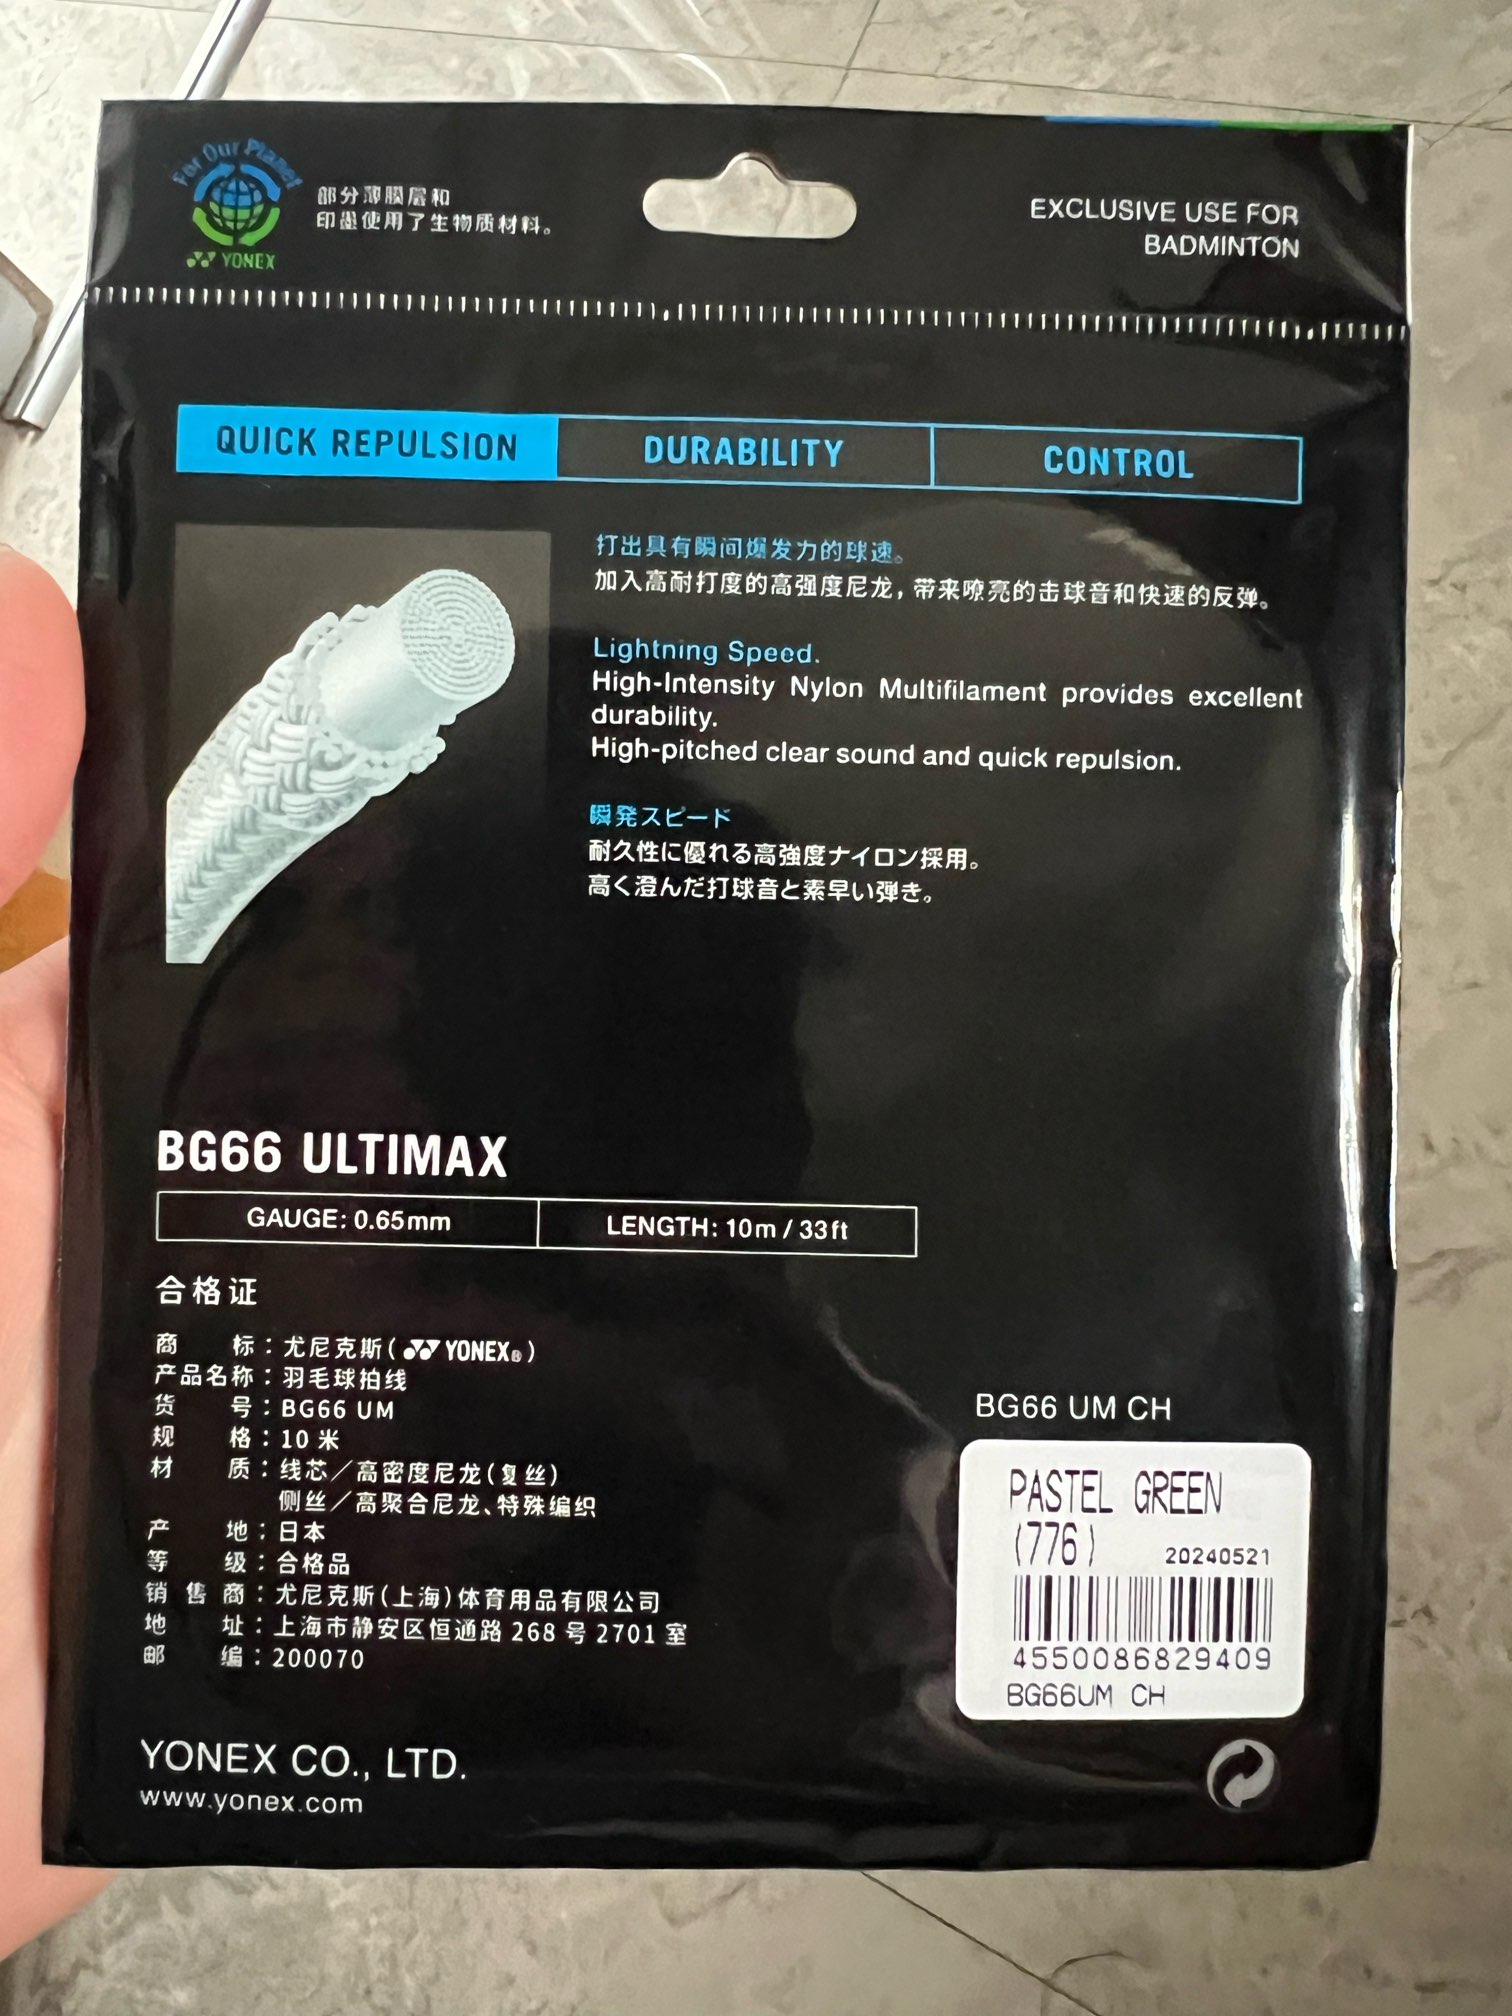 For Our Planet
YONEX
部分薄膜层和
印墨使用了生物质材料。
EXCLUSIVE USE FOR
BADMINTON
QUICK REPULSION
DURABILITY
CONTROL
打出具有瞬间爆发力的球速。
加入高耐打度的高强度尼龙，带来嘹亮的击球音和快速的反弹。
Lightning Speed.
High-Intensity Nylon Multifilament provides excellent
durability.
High-pitched clear sound and quick repulsion.
瞬発スピード
耐久性に優れる高強度ナイロン採用。
高く澄んだ打球音と素早い弾き。
BG66 ULTIMAX
GAUGE: 0.65mm
LENGTH: 10m / 33ft
合格证
商 标：尤尼克斯(YONEX®)
产品名称：羽毛球拍线
货 号：BG66 UM
规 格：10 米
材 质：线芯／高密度尼龙(复丝)
侧丝／高聚合尼龙、特殊编织
产 地：日本
等 级：合格品
销 售 商：尤尼克斯(上海)体育用品有限公司
地 址：上海市静安区恒通路 268 号 2701 室
邮 编：200070
BG66 UM CH
PASTEL GREEN
(776)
20240521
4550086829409
BG66UM CH
YONEX CO., LTD.
www.yonex.com